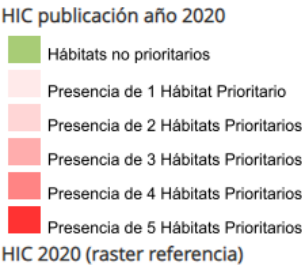 HIC publicación año 2020
Hábitats no prioritarios
Presencia de 1 Hábitat Prioritario
Presencia de 2 Hábitats Prioritarios
Presencia de 3 Hábitats Prioritarios
Presencia de 4 Hábitats Prioritarios
Presencia de 5 Hábitats Prioritarios
HIC 2020 (raster referencia)